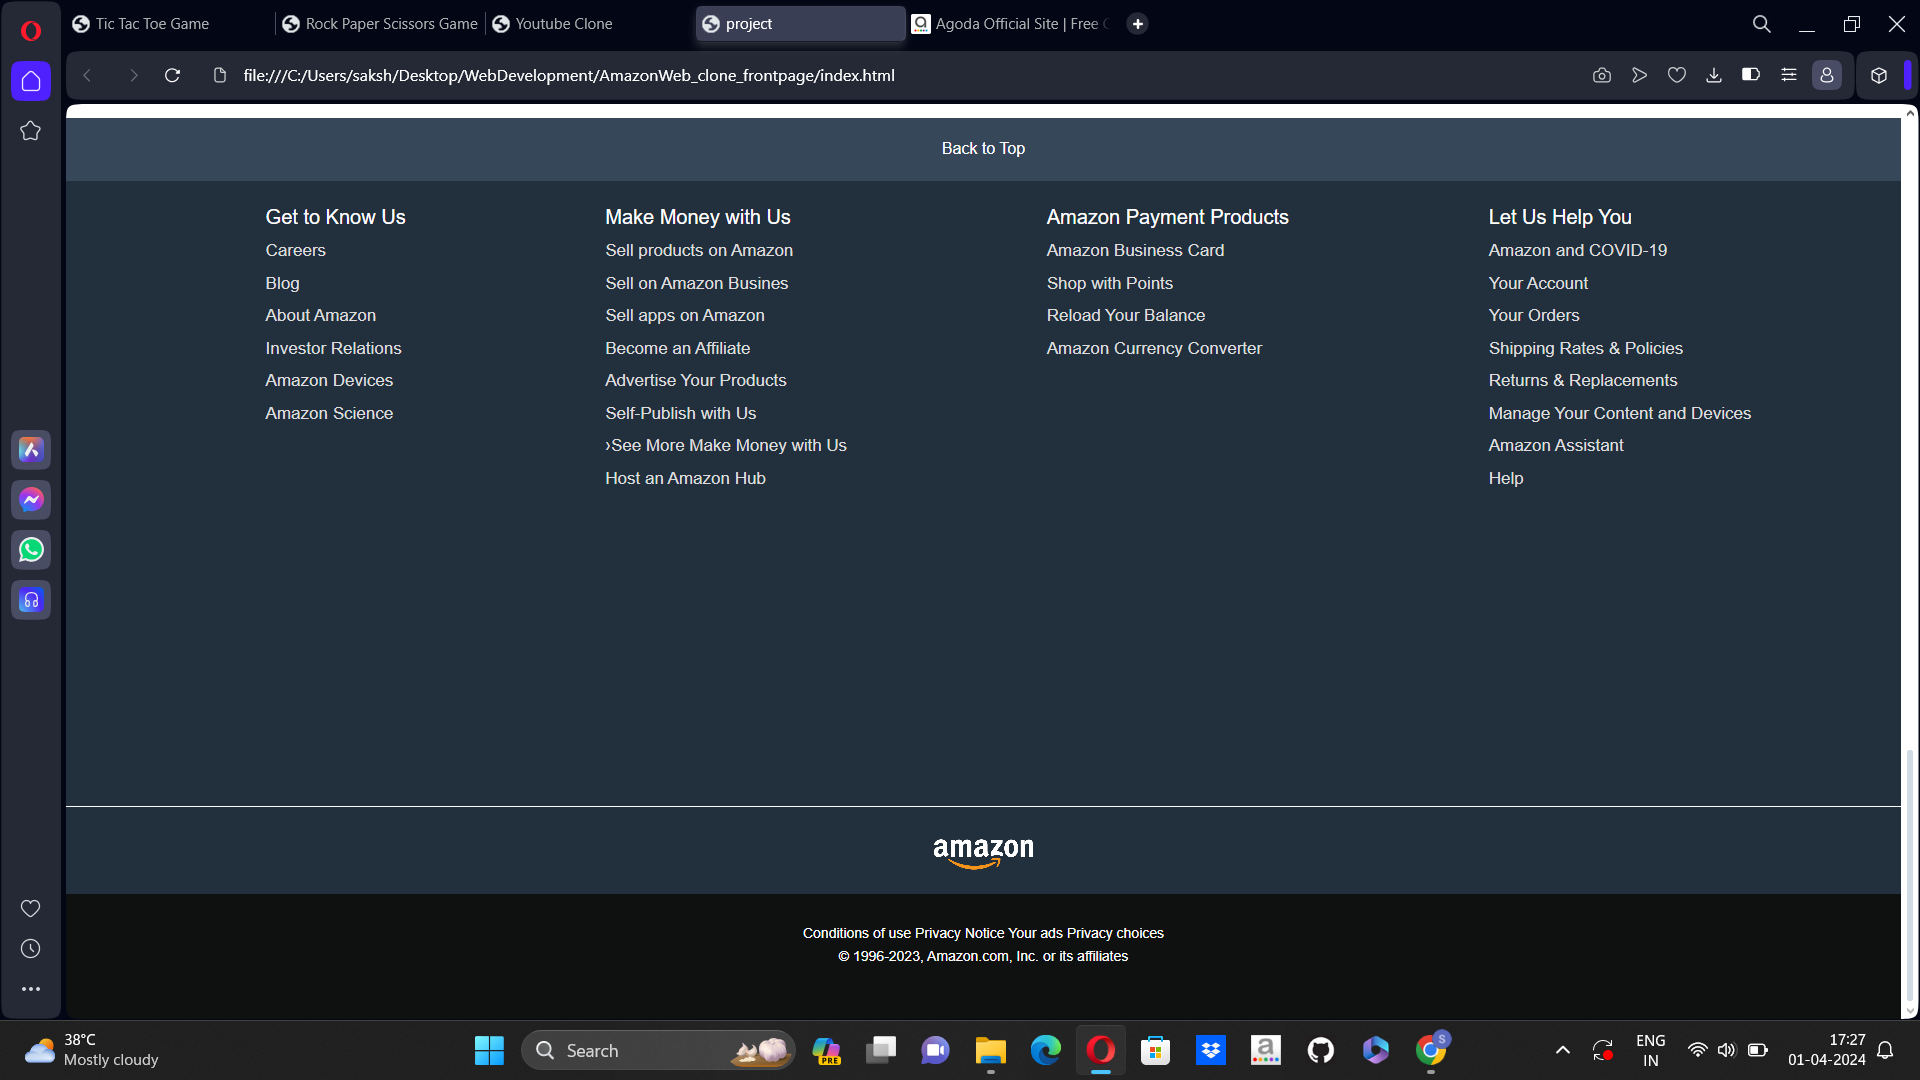 Tic Tac Toe Game
Rock Paper Scissors Game
Youtube Clone
project
Agoda Official Site | Free
file:///C:/Users/saksh/Desktop/WebDevelopment/AmazonWeb_clone_frontpage/index.html
Back to Top
Get to Know Us
Careers
Blog
About Amazon
Investor Relations
Amazon Devices
Amazon Science
Make Money with Us
Sell products on Amazon
Sell on Amazon Busines
Sell apps on Amazon
Become an Affiliate
Advertise Your Products
Self-Publish with Us
›See More Make Money with Us
Host an Amazon Hub
Amazon Payment Products
Amazon Business Card
Shop with Points
Reload Your Balance
Amazon Currency Converter
Let Us Help You
Amazon and COVID-19
Your Account
Your Orders
Shipping Rates & Policies
Returns & Replacements
Manage Your Content and Devices
Amazon Assistant
Help
amazon
Conditions of use Privacy Notice Your ads Privacy choices
© 1996-2023, Amazon.com, Inc. or its affiliates
38°C
Mostly cloudy
Search
PRE
a
S
ENG
IN
17:27
01-04-2024